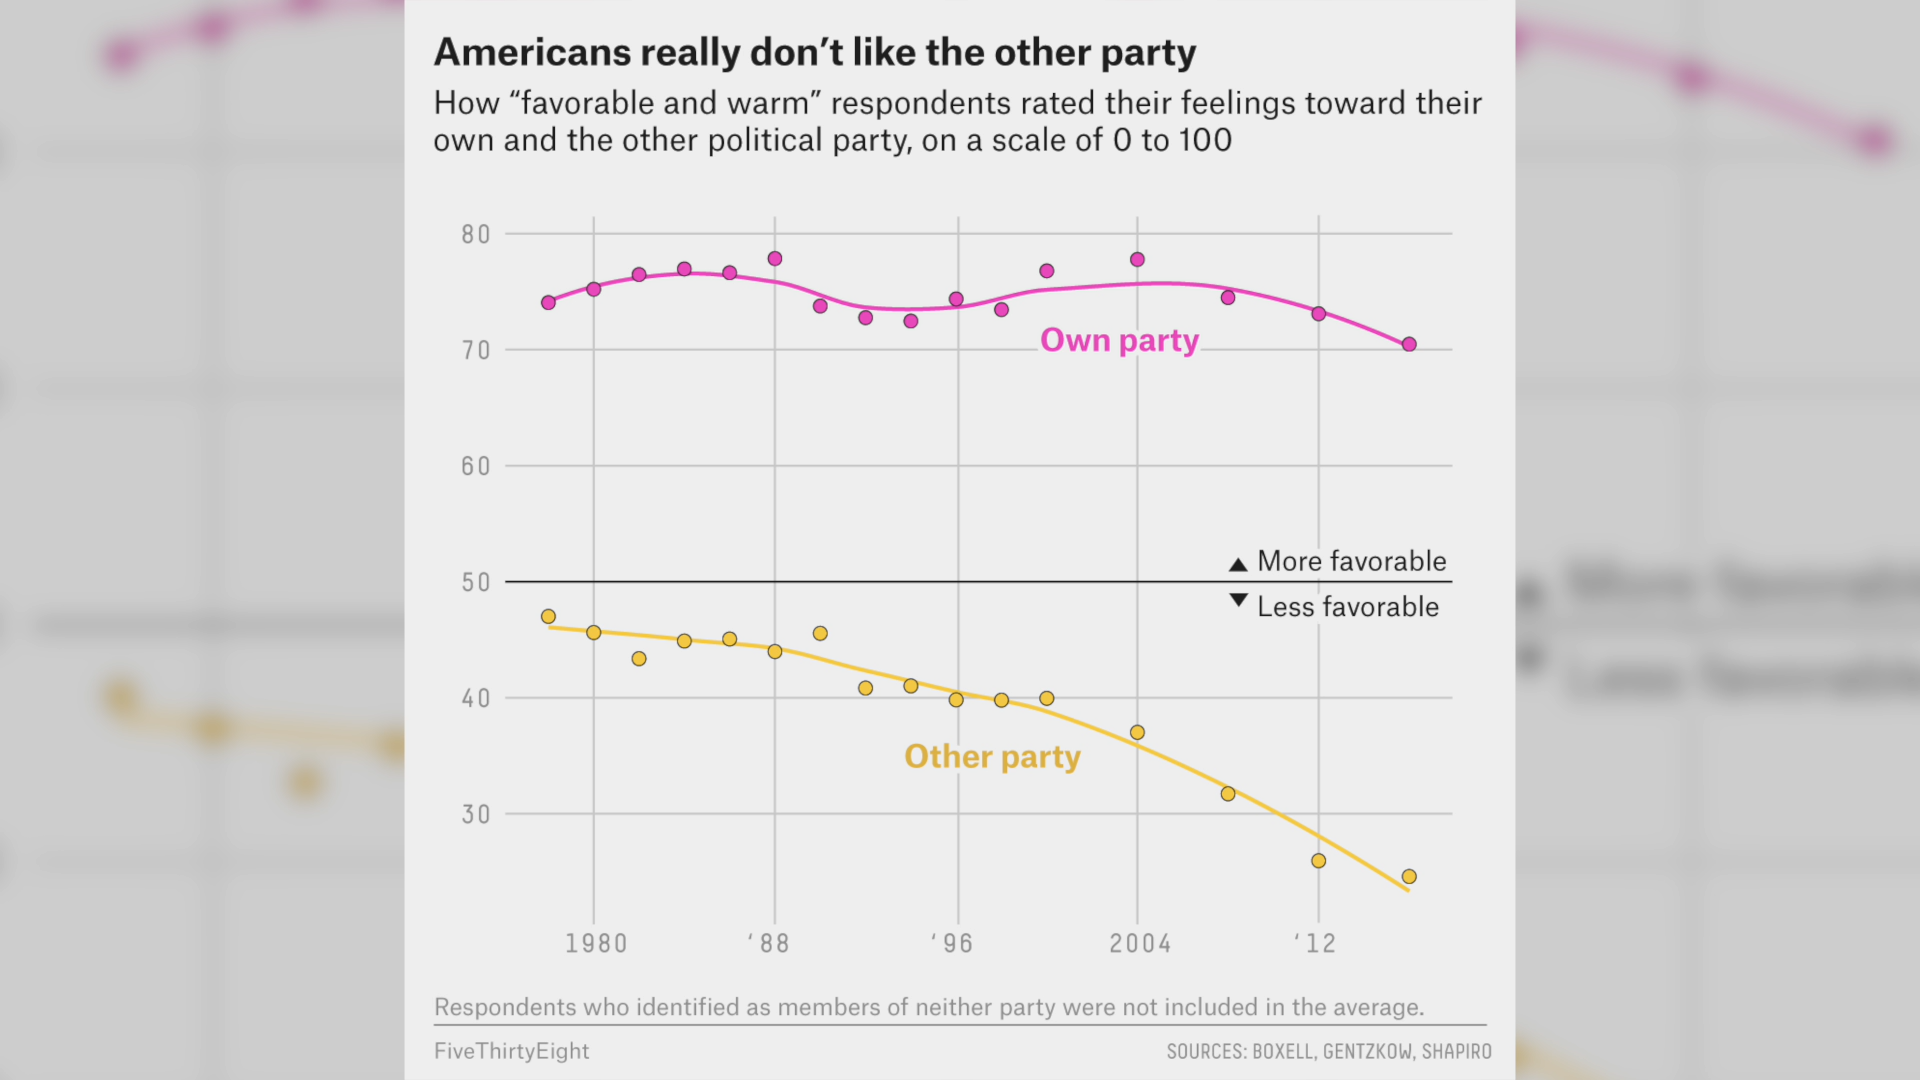 Americans really don’t like the other party
How “favorable and warm” respondents rated their feelings toward their
own and the other political party, on a scale of 0 to 100
80
70
Own party
60
▲ More favorable
50
▼ Less favorable
40
Other party
30
1980 ‘88 ‘96 2004 ‘12
Respondents who identified as members of neither party were not included in the average.
FiveThirtyEight SOURCES: BOXELL, GENTZKOW, SHAPIRO